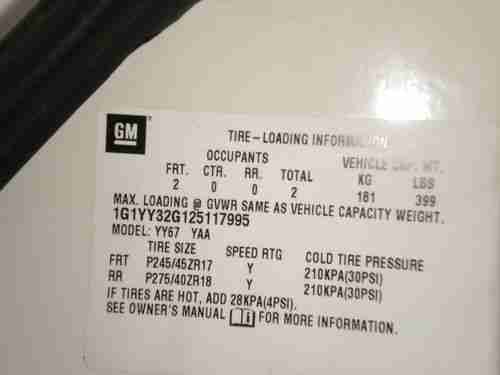 GM
TIRE-LOADING INFORMATION
OCCUPANTS VEHICLE CAP. WT.
FRT. CTR. RR. TOTAL KG LBS
2 0 0 2 181 399
MAX. LOADING @ GVWR SAME AS VEHICLE CAPACITY WEIGHT.
1G1YY32G125117995
MODEL: YY67 YAA
TIRE SIZE SPEED RTG COLD TIRE PRESSURE
FRT P245/45ZR17 Y 210KPA(30PSI)
RR P275/40ZR18 Y 210KPA(30PSI)
IF TIRES ARE HOT, ADD 28KPA(4PSI).
SEE OWNER'S MANUAL FOR MORE INFORMATION.